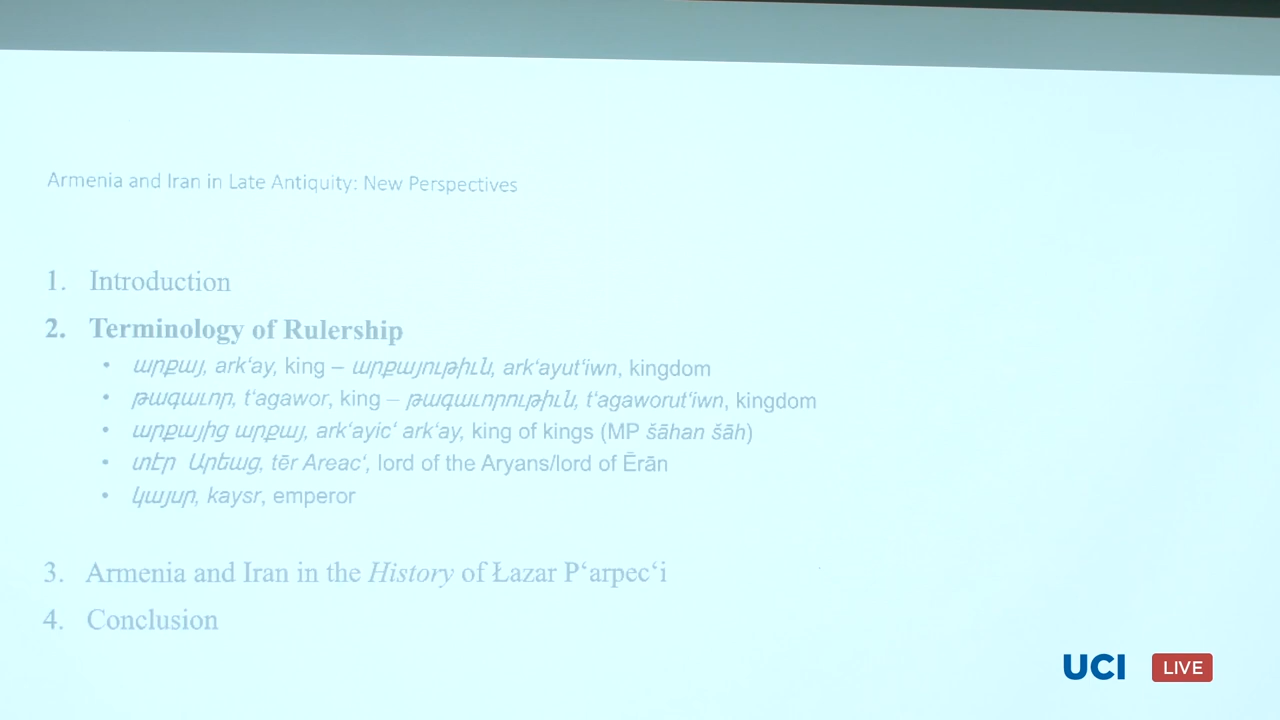 Armenia and Iran in Late Antiquity: New Perspectives
1. Introduction
2. Terminology of Rulership
• արքայ, ark‘ay, king – արքայութիւն, ark‘ayut‘iwn, kingdom
• թագաւոր, t‘agawor, king – թագաւորութիւն, t‘agaworut‘iwn, kingdom
• արքայից արքայ, ark‘ayic‘ ark‘ay, king of kings (MP šāhan šāh)
• տէր Արեաց, tēr Areac‘, lord of the Aryans/lord of Ērān
• կայսր, kaysr, emperor
3. Armenia and Iran in the History of Łazar P‘arpec‘i
4. Conclusion
UCI LIVE